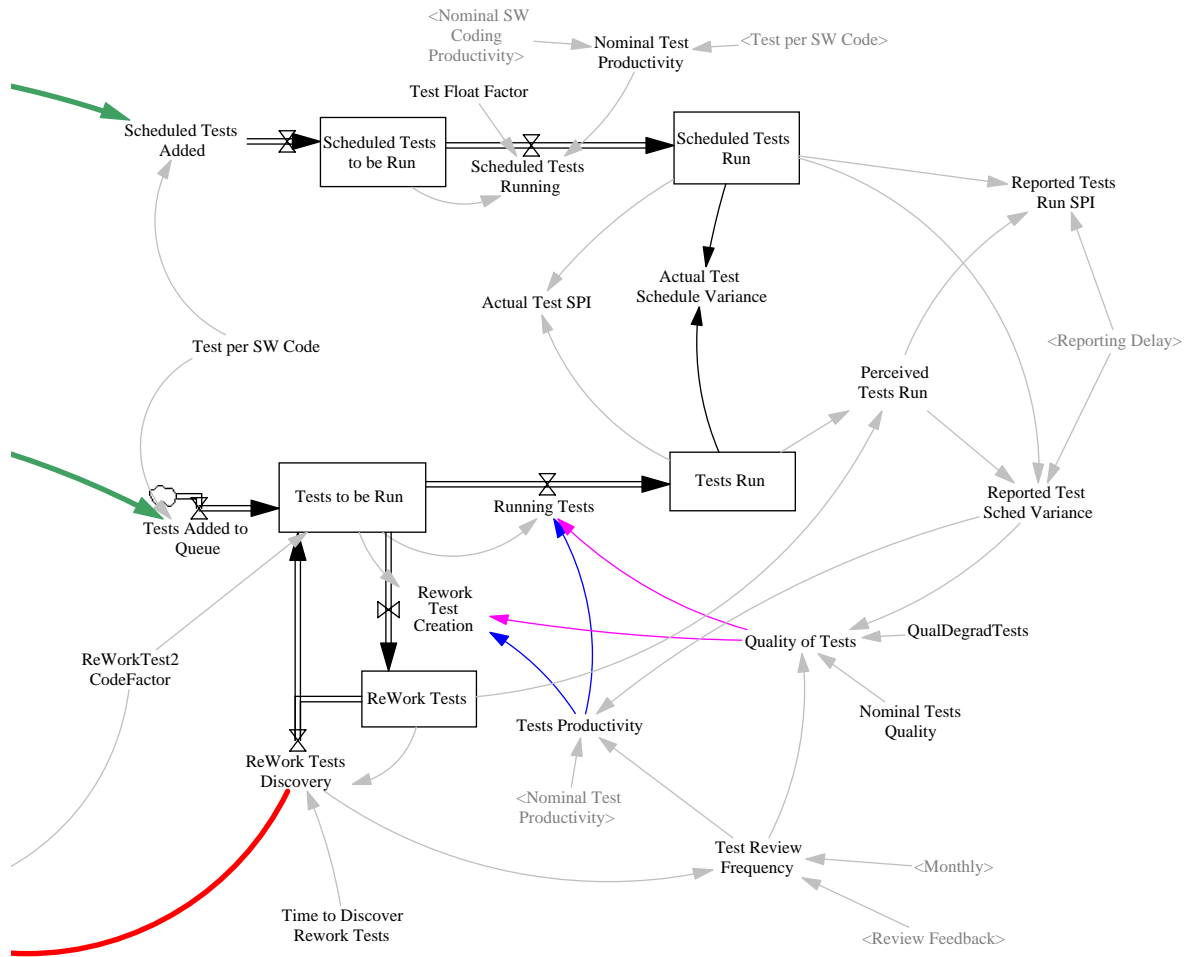 <Nominal SW
Coding
Productivity>
Nominal Test
Productivity
<Test per SW Code>
Test Float Factor
Scheduled Tests
Added
Scheduled Tests
to be Run
Scheduled Tests
Running
Scheduled Tests
Run
Reported Tests
Run SPI
Actual Test SPI
Actual Test
Schedule Variance
Test per SW Code
<Reporting Delay>
Perceived
Tests Run
Tests to be Run
Running Tests
Tests Run
Reported Test
Sched Variance
Tests Added to
Queue
Rework
Test
Creation
Quality of Tests
QualDegradTests
ReWorkTest2
CodeFactor
ReWork Tests
Tests Productivity
Nominal Tests
Quality
ReWork Tests
Discovery
<Nominal Test
Productivity>
Test Review
Frequency
<Monthly>
Time to Discover
Rework Tests
<Review Feedback>